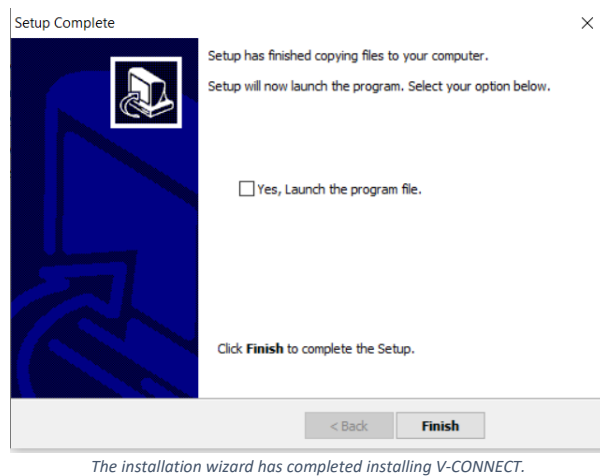 Setup Complete
Setup has finished copying files to your computer.
Setup will now launch the program. Select your option below.
Yes, Launch the program file.
Click Finish to complete the Setup.
< Back
Finish
The installation wizard has completed installing V-CONNECT.